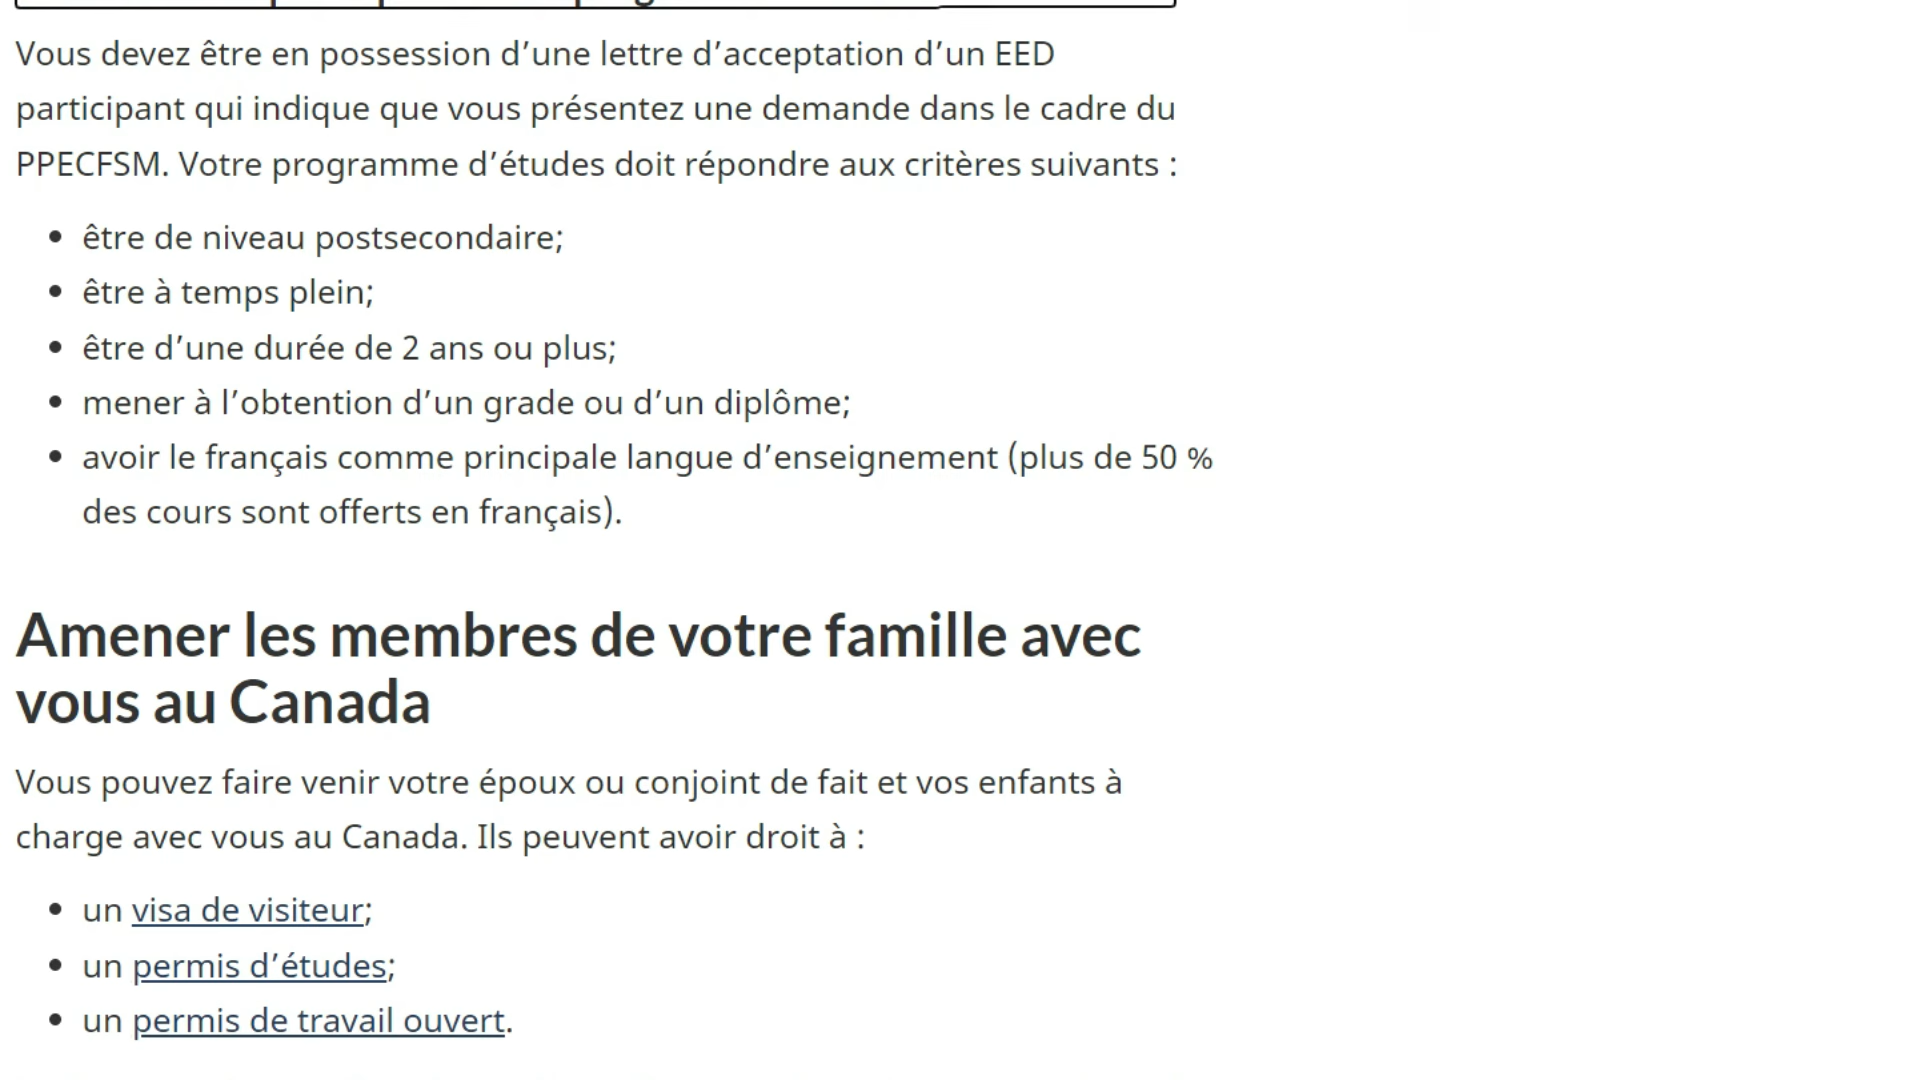 Vous devez être en possession d’une lettre d’acceptation d’un EED
participant qui indique que vous présentez une demande dans le cadre du
PPECFSM. Votre programme d’études doit répondre aux critères suivants :
• être de niveau postsecondaire;
• être à temps plein;
• être d’une durée de 2 ans ou plus;
• mener à l’obtention d’un grade ou d’un diplôme;
• avoir le français comme principale langue d’enseignement (plus de 50 %
des cours sont offerts en français).
Amener les membres de votre famille avec
vous au Canada
Vous pouvez faire venir votre époux ou conjoint de fait et vos enfants à
charge avec vous au Canada. Ils peuvent avoir droit à :
• un visa de visiteur;
• un permis d’études;
• un permis de travail ouvert.